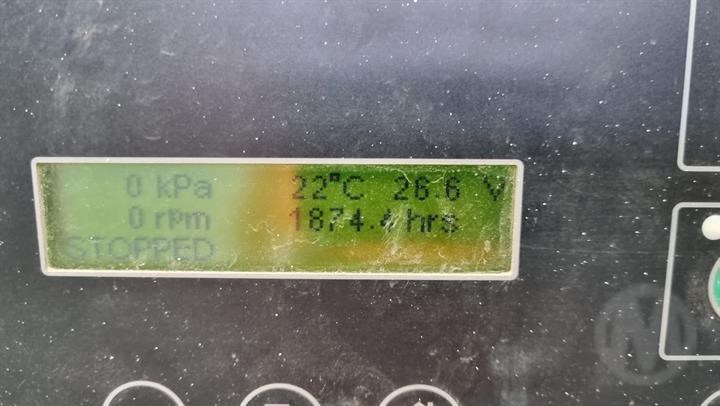 0 kPa 22°C 26.6 V
0 rpm 1874.4 hrs
STOPPED
M